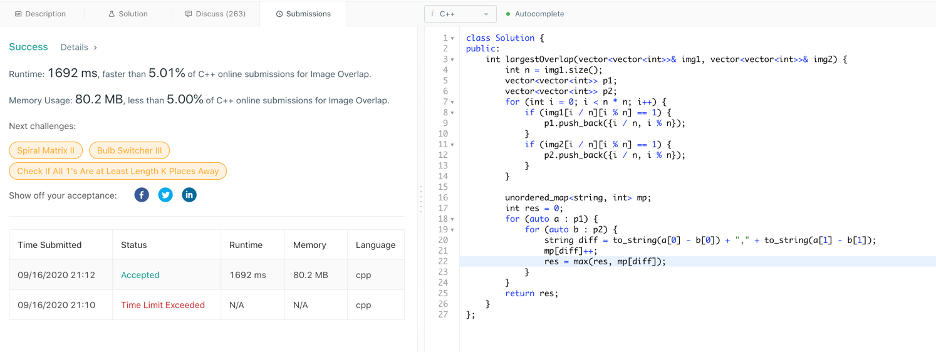 Description
Solution
Discuss (263)
Submissions
Success Details >
Runtime: 1692 ms, faster than 5.01% of C++ online submissions for Image Overlap.
Memory Usage: 80.2 MB, less than 5.00% of C++ online submissions for Image Overlap.
Next challenges:
Spiral Matrix II
Bulb Switcher III
Check If All 1's Are at Least Length K Places Away
Show off your acceptance:
Time Submitted Status Runtime Memory Language
09/16/2020 21:12 Accepted 1692 ms 80.2 MB cpp
09/16/2020 21:10 Time Limit Exceeded N/A N/A cpp
i C++ Autocomplete
1 class Solution {
2 public:
3 int largestOverlap(vector<vector<int>>& img1, vector<vector<int>>& img2) {
4 int n = img1.size();
5 vector<vector<int>> p1;
6 vector<vector<int>> p2;
7 for (int i = 0; i < n * n; i++) {
8 if (img1[i / n][i % n] == 1) {
9 p1.push_back({i / n, i % n});
10 }
11 if (img2[i / n][i % n] == 1) {
12 p2.push_back({i / n, i % n});
13 }
14 }
15
16 unordered_map<string, int> mp;
17 int res = 0;
18 for (auto a : p1) {
19 for (auto b : p2) {
20 string diff = to_string(a[0] - b[0]) + "," + to_string(a[1] - b[1]);
21 mp[diff]++;
22 res = max(res, mp[diff]);
23 }
24 }
25 return res;
26 }
27 };